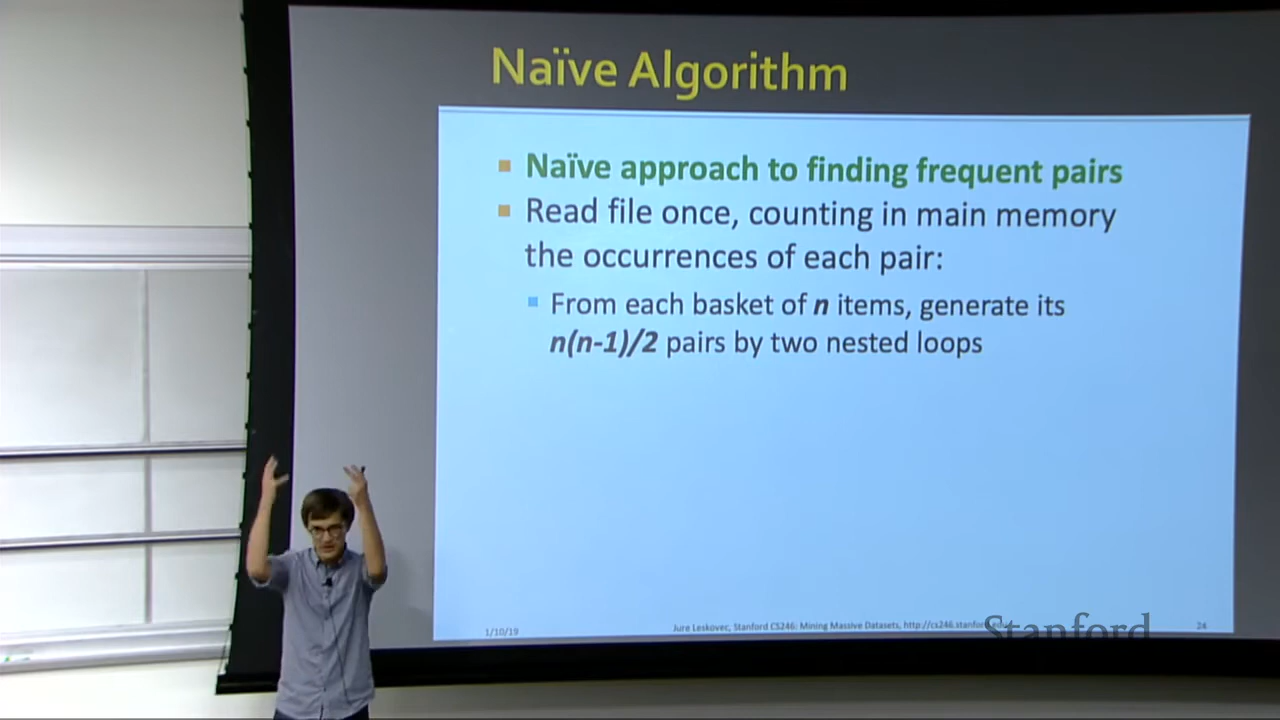 Naïve Algorithm
Naïve approach to finding frequent pairs
Read file once, counting in main memory
the occurrences of each pair:
From each basket of n items, generate its
n(n-1)/2 pairs by two nested loops
1/10/19
Jure Leskovec, Stanford CS246: Mining Massive Datasets, http://cs246.stanford.edu
24
Stanford